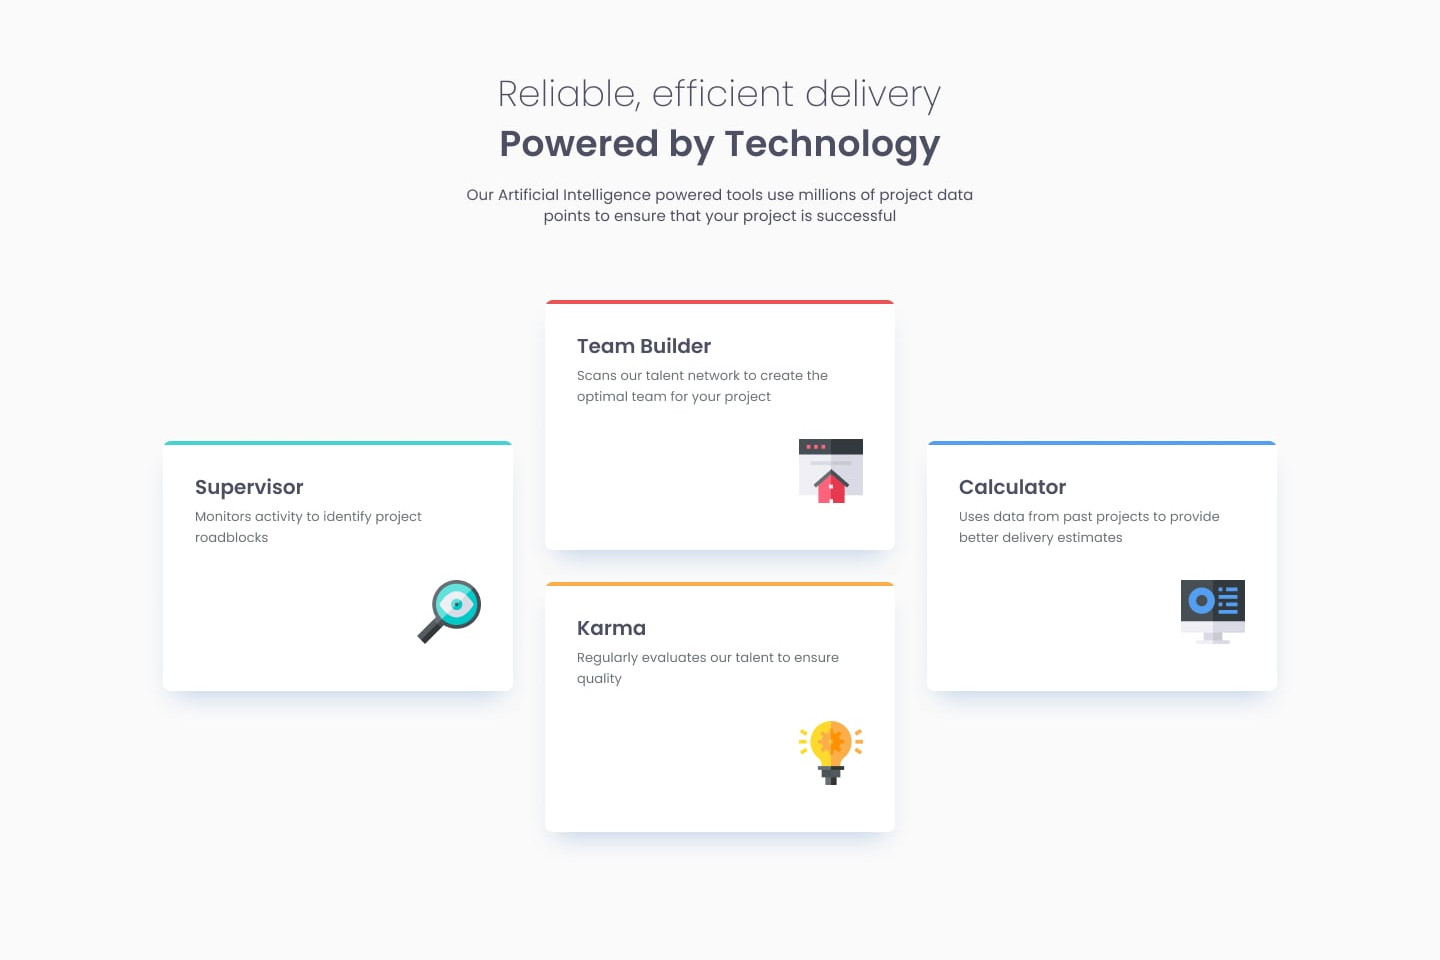 Reliable, efficient delivery
Powered by Technology
Our Artificial Intelligence powered tools use millions of project data
points to ensure that your project is successful
Supervisor
Monitors activity to identify project
roadblocks
Team Builder
Scans our talent network to create the
optimal team for your project
Karma
Regularly evaluates our talent to ensure
quality
Calculator
Uses data from past projects to provide
better delivery estimates